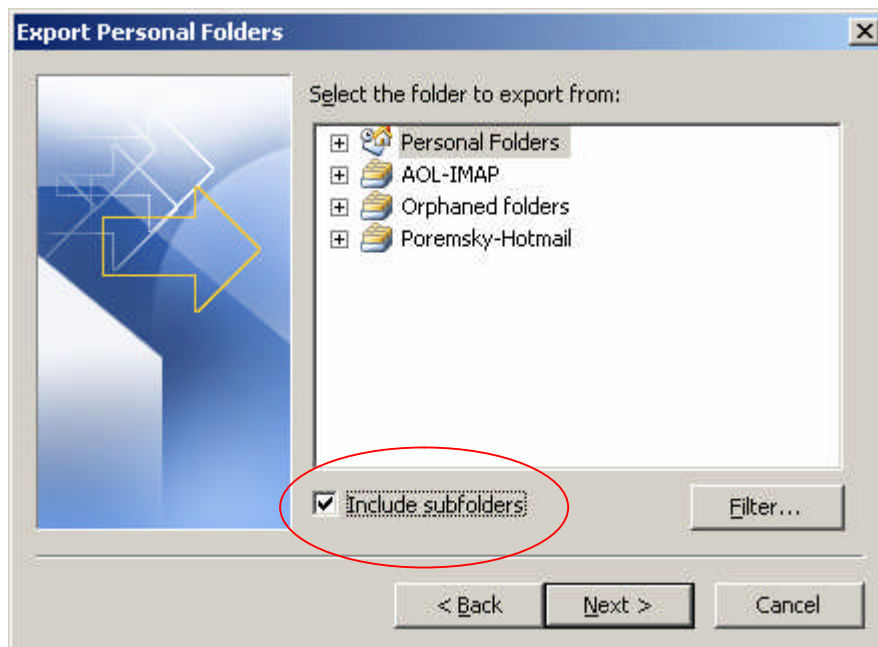 Export Personal Folders
Select the folder to export from:
Personal Folders
AOL-IMAP
Orphaned folders
Poremsky-Hotmail
Include subfolders
Filter...
< Back
Next >
Cancel